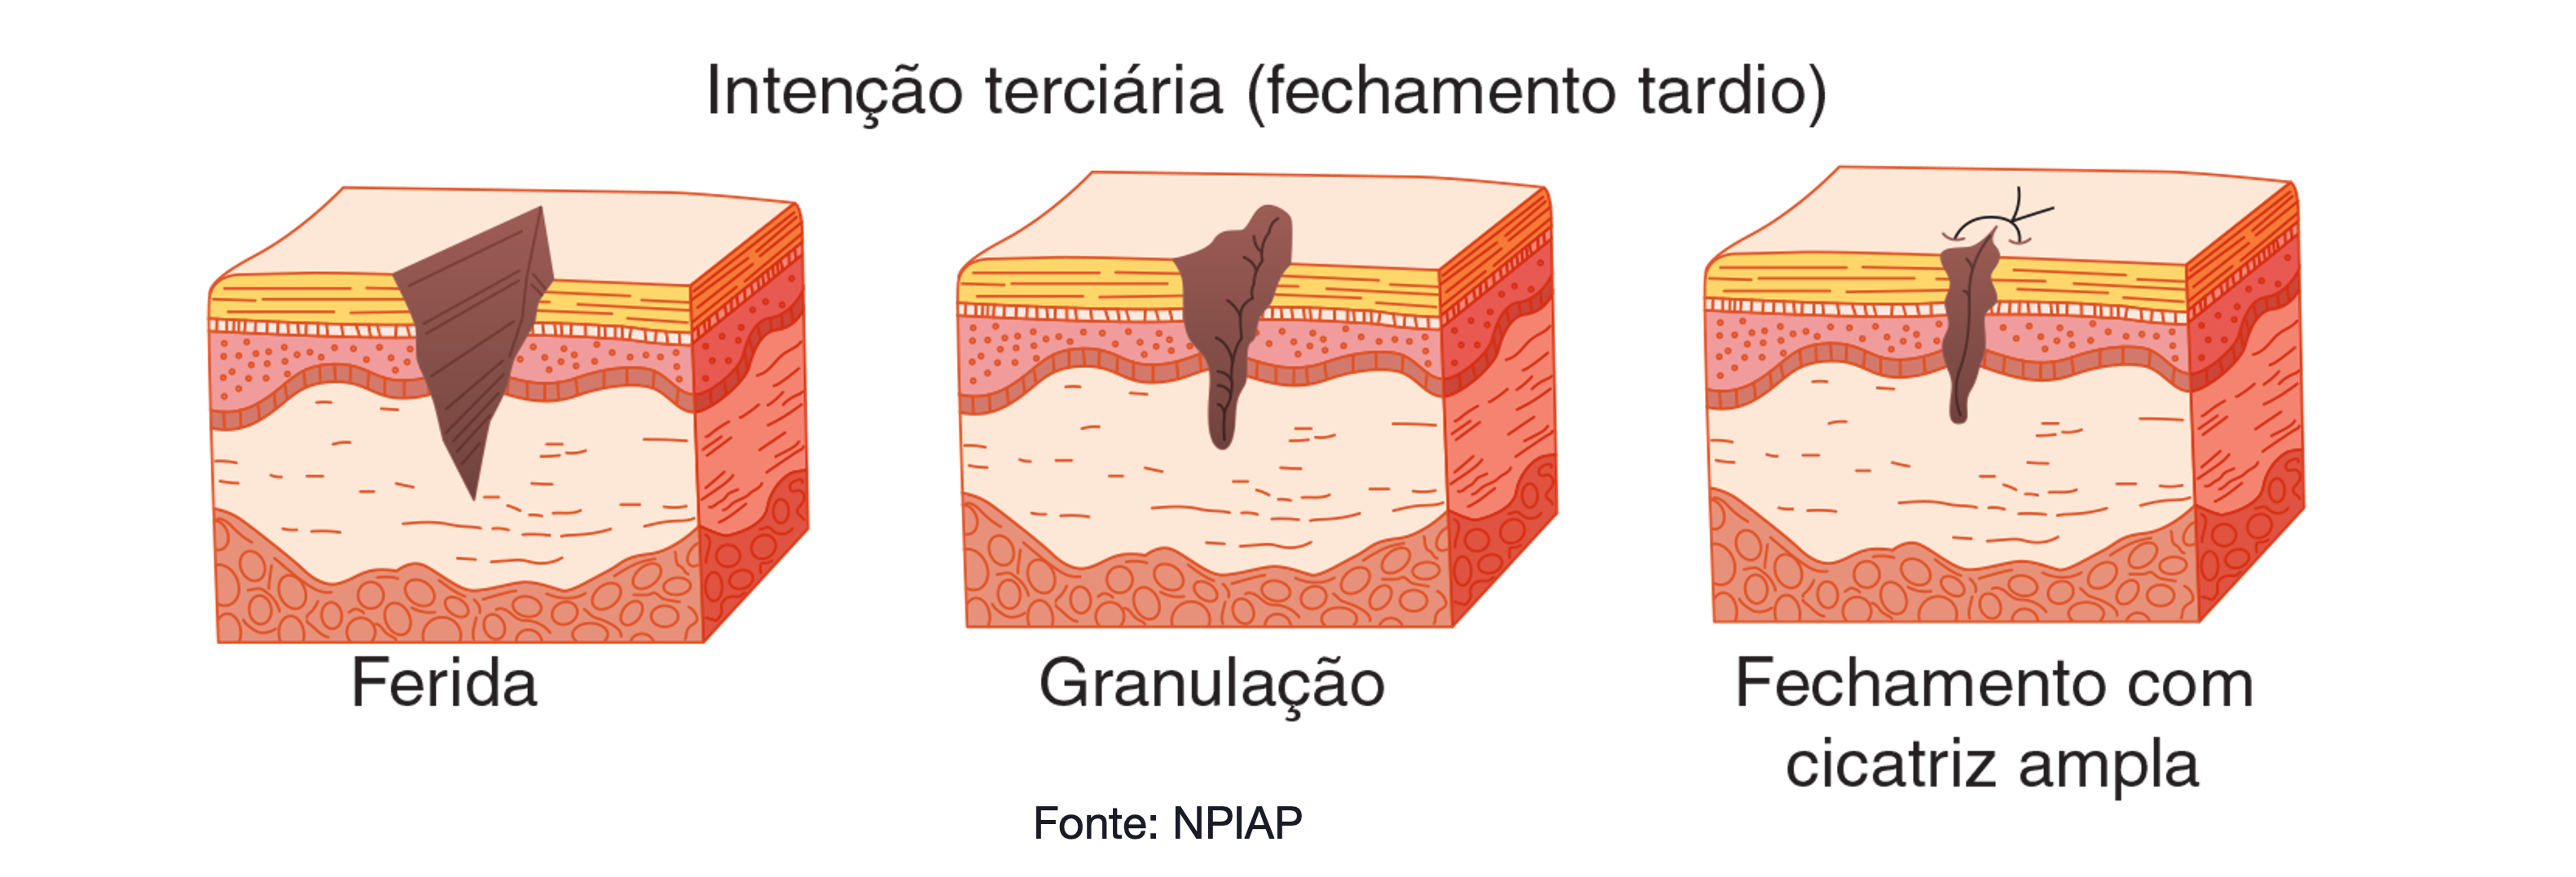 Intenção terciária (fechamento tardio)
Ferida
Granulação
Fechamento com
cicatriz ampla
Fonte: NPIAP